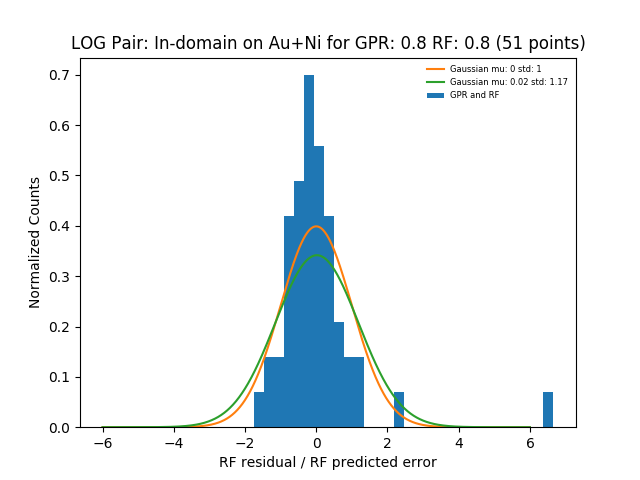 LOG Pair: In-domain on Au+Ni for GPR: 0.8 RF: 0.8 (51 points)
Gaussian mu: 0 std: 1
Gaussian mu: 0.02 std: 1.17
GPR and RF
Normalized Counts
0.7
0.6
0.5
0.4
0.3
0.2
0.1
0.0
−6 −4 −2 0 2 4 6
RF residual / RF predicted error